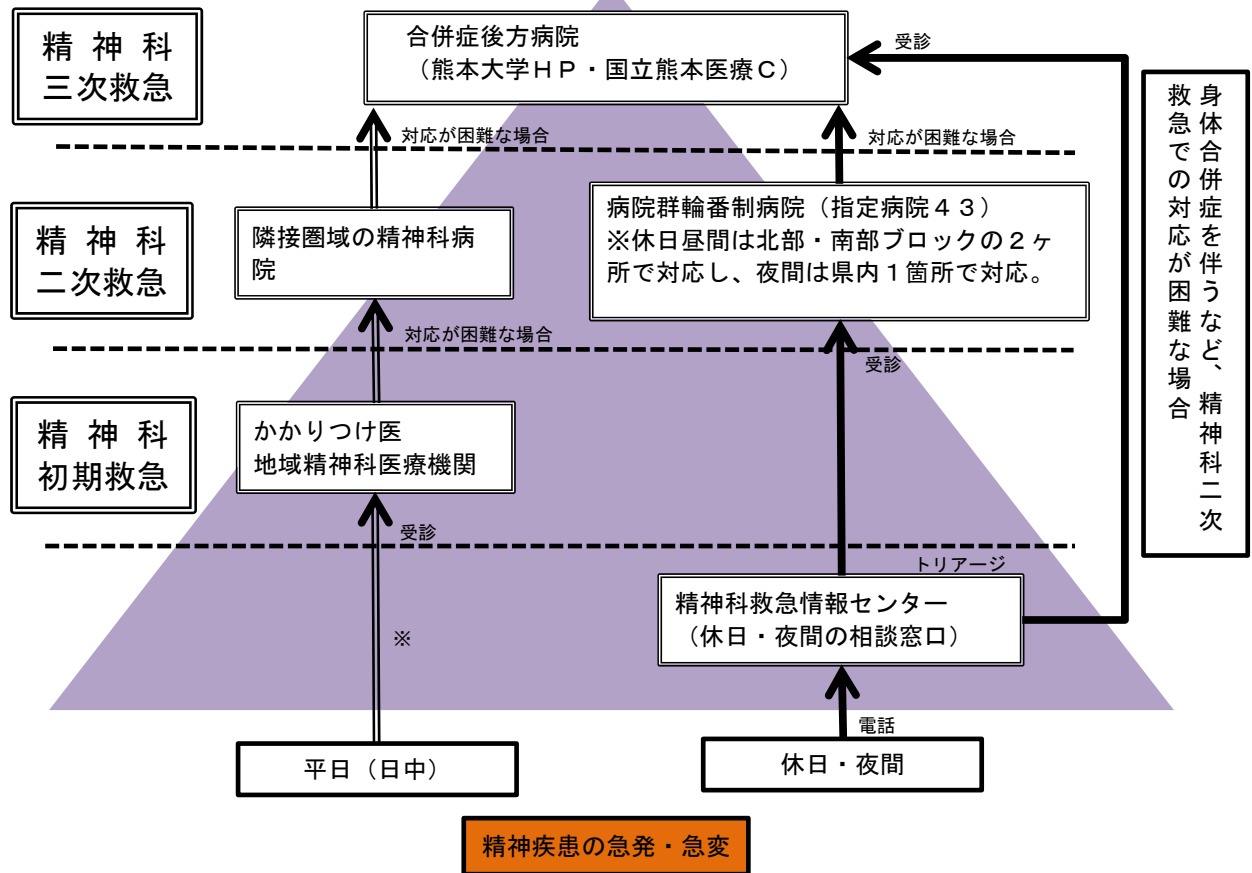 精神科
三次救急
合併症後方病院
（熊本大学ＨＰ・国立熊本医療Ｃ）
受診
対応が困難な場合
対応が困難な場合
身体合併症を伴うなど、精神科二次
救急での対応が困難な場合
精神科
二次救急
隣接圏域の精神科病
院
病院群輪番制病院（指定病院４３）
※休日昼間は北部・南部ブロックの２ヶ
所で対応し、夜間は県内１箇所で対応。
対応が困難な場合
受診
精神科
初期救急
かかりつけ医
地域精神科医療機関
受診
トリアージ
精神科救急情報センター
（休日・夜間の相談窓口）
※
電話
平日（日中）
休日・夜間
精神疾患の急発・急変